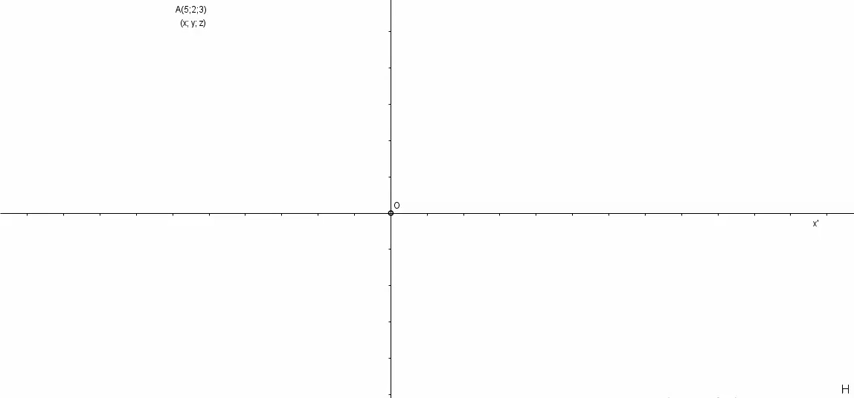 A(5;2;3)
(x; y; z)
O
x'
H